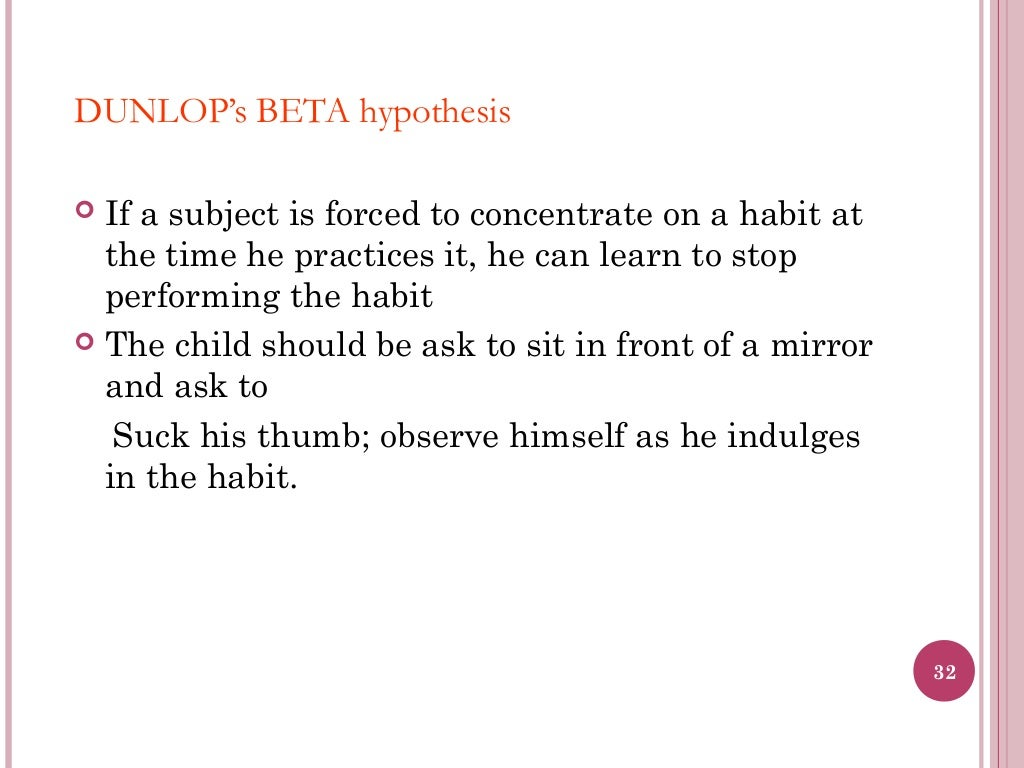 DUNLOP’s BETA hypothesis
If a subject is forced to concentrate on a habit at
the time he practices it, he can learn to stop
performing the habit
The child should be ask to sit in front of a mirror
and ask to
Suck his thumb; observe himself as he indulges
in the habit.
32